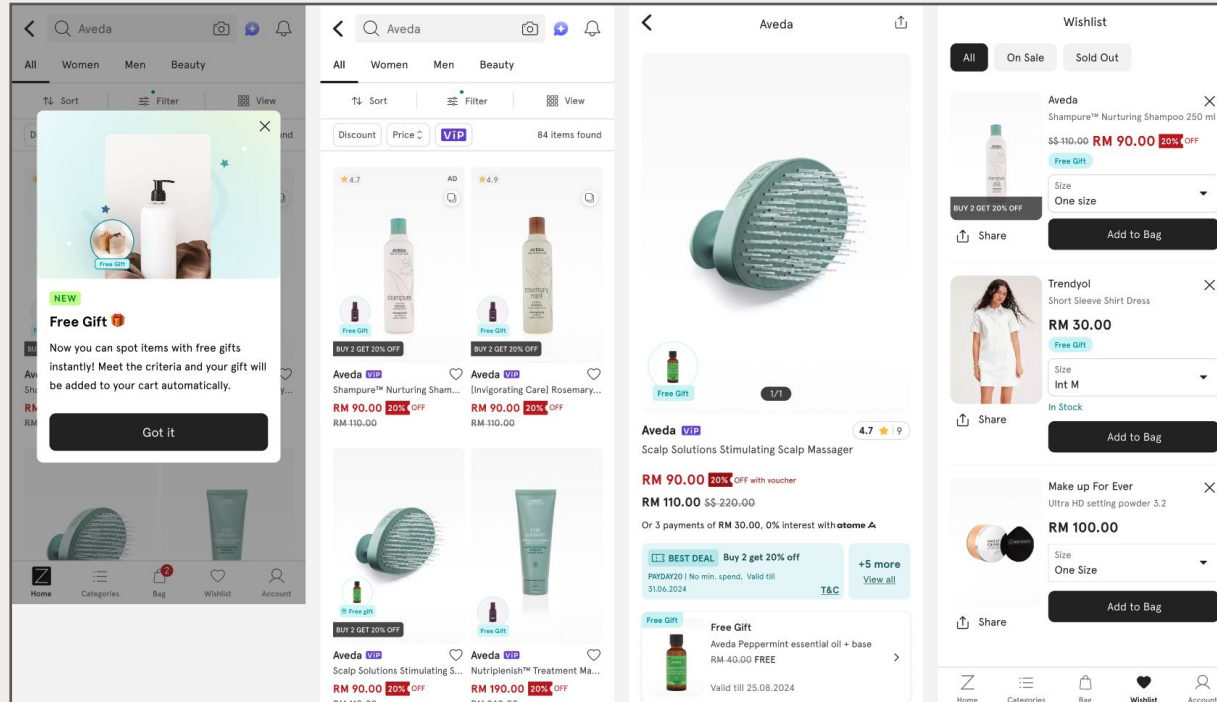 Aveda
All Women Men Beauty
Sort Filter View
Free Gift
NEW
Free Gift
Now you can spot items with free gifts
instantly! Meet the criteria and your gift will
be added to your cart automatically.
Got it
2
Home Categories Bag Wishlist Account
Aveda
All Women Men Beauty
Sort Filter View
Discount Price ViP 84 items found
4.7 AD
4.9
Free Gift
Free Gift
BUY 2 GET 20% OFF
BUY 2 GET 20% OFF
Aveda ViP
Shampure™ Nurturing Sham...
RM 90.00 20% OFF
RM 110.00
Aveda ViP
[Invigorating Care] Rosemary...
RM 90.00 20% OFF
RM 110.00
Free gift
BUY 2 GET 20% OFF
Free Gift
Aveda ViP
Scalp Solutions Stimulating S...
RM 90.00 20% OFF
Aveda ViP
Nutriplenish™ Treatment Ma...
RM 190.00 20% OFF
Aveda
Free Gift
1/1
Aveda ViP 4.7 9
Scalp Solutions Stimulating Scalp Massager
RM 90.00 20% OFF with voucher
RM 110.00 S$ 220.00
Or 3 payments of RM 30.00, 0% interest with atome
BEST DEAL Buy 2 get 20% off
PAYDAY20 | No min. spend, Valid till
31.06.2024 T&C
+5 more
View all
Free Gift
Free Gift
Aveda Peppermint essential oil + base
RM 40.00 FREE
Valid till 25.08.2024
Wishlist
All On Sale Sold Out
Aveda
Shampure™ Nurturing Shampoo 250 ml
S$ 110.00 RM 90.00 20% OFF
Free Gift
Size
One size
BUY 2 GET 20% OFF
Share
Add to Bag
Trendyol
Short Sleeve Shirt Dress
RM 30.00
Free Gift
Size
Int M
In Stock
Share
Add to Bag
Make up For Ever
Ultra HD setting powder 3.2
RM 100.00
Size
One Size
Share
Add to Bag
Home Categories Bag Wishlist Account